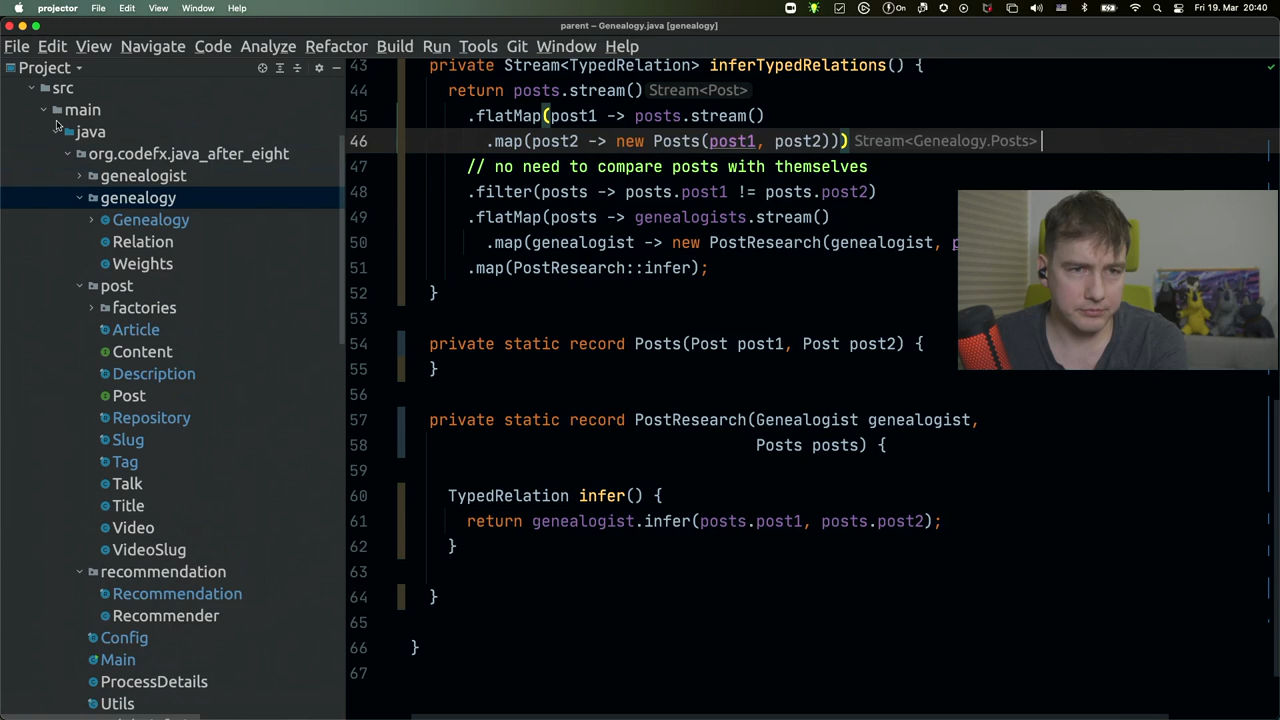 projector File Edit View Window Help On Fri 19. Mar 20:40
parent – Genealogy.java [genealogy]
File Edit View Navigate Code Analyze Refactor Build Run Tools Git Window Help
Project
src
main
java
org.codefx.java_after_eight
genealogist
genealogy
Genealogy
Relation
Weights
post
factories
Article
Content
Description
Post
Repository
Slug
Tag
Talk
Title
Video
VideoSlug
recommendation
Recommendation
Recommender
Config
Main
ProcessDetails
Utils
43 private Stream<TypedRelation> inferTypedRelations() {
44 return posts.stream() Stream<Post>
45 .flatMap(post1 -> posts.stream()
46 .map(post2 -> new Posts(post1, post2))) Stream<Genealogy.Posts>
47 // no need to compare posts with themselves
48 .filter(posts -> posts.post1 != posts.post2)
49 .flatMap(posts -> genealogists.stream()
50 .map(genealogist -> new PostResearch(genealogist, p
51 .map(PostResearch::infer);
52 }
53
54 private static record Posts(Post post1, Post post2) {
55 }
56
57 private static record PostResearch(Genealogist genealogist,
58 Posts posts) {
59
60 TypedRelation infer() {
61 return genealogist.infer(posts.post1, posts.post2);
62 }
63
64 }
65
66 }
67